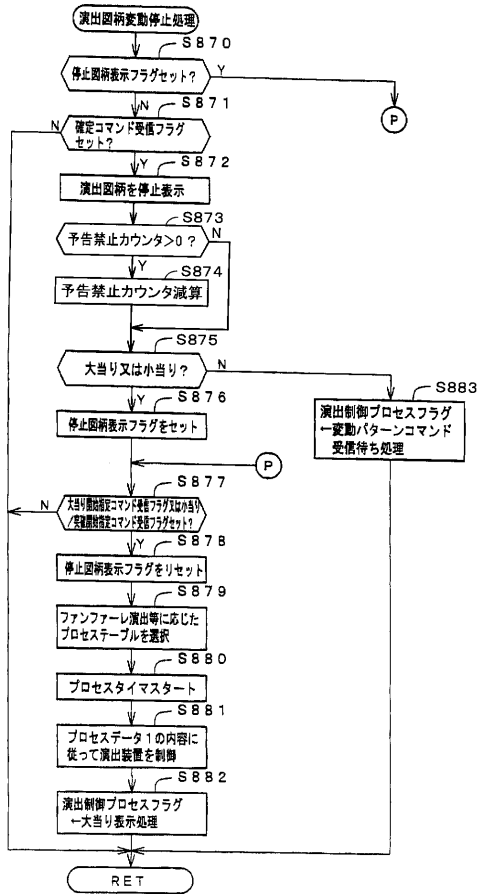 演出図柄変動停止処理
S870
停止図柄表示フラグセット?
Y
N
P
S871
確定コマンド受信フラグ
セット?
N
Y
S872
演出図柄を停止表示
S873
予告禁止カウンタ>0?
N
Y
S874
予告禁止カウンタ減算
S875
大当り又は小当り?
N
Y
S883
演出制御プロセスフラグ
←変動パターンコマンド
受信待ち処理
S876
停止図柄表示フラグをセット
P
S877
大当り開始指定コマンド受信フラグ又は小当り
/突確開始指定コマンド受信フラグセット?
N
Y
S878
停止図柄表示フラグをリセット
S879
ファンファーレ演出等に応じた
プロセステーブルを選択
S880
プロセスタイマスタート
S881
プロセスデータ1の内容に
従って演出装置を制御
S882
演出制御プロセスフラグ
←大当り表示処理
RET